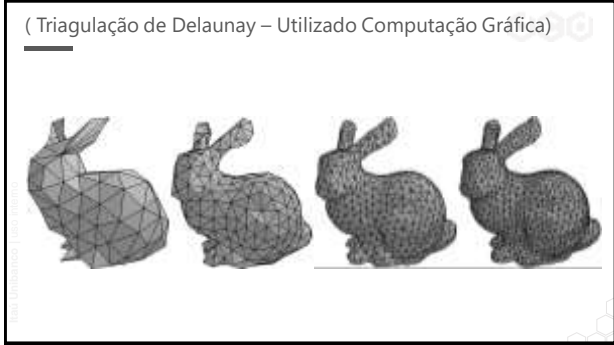 ( Triagulação de Delaunay – Utilizado Computação Gráfica)